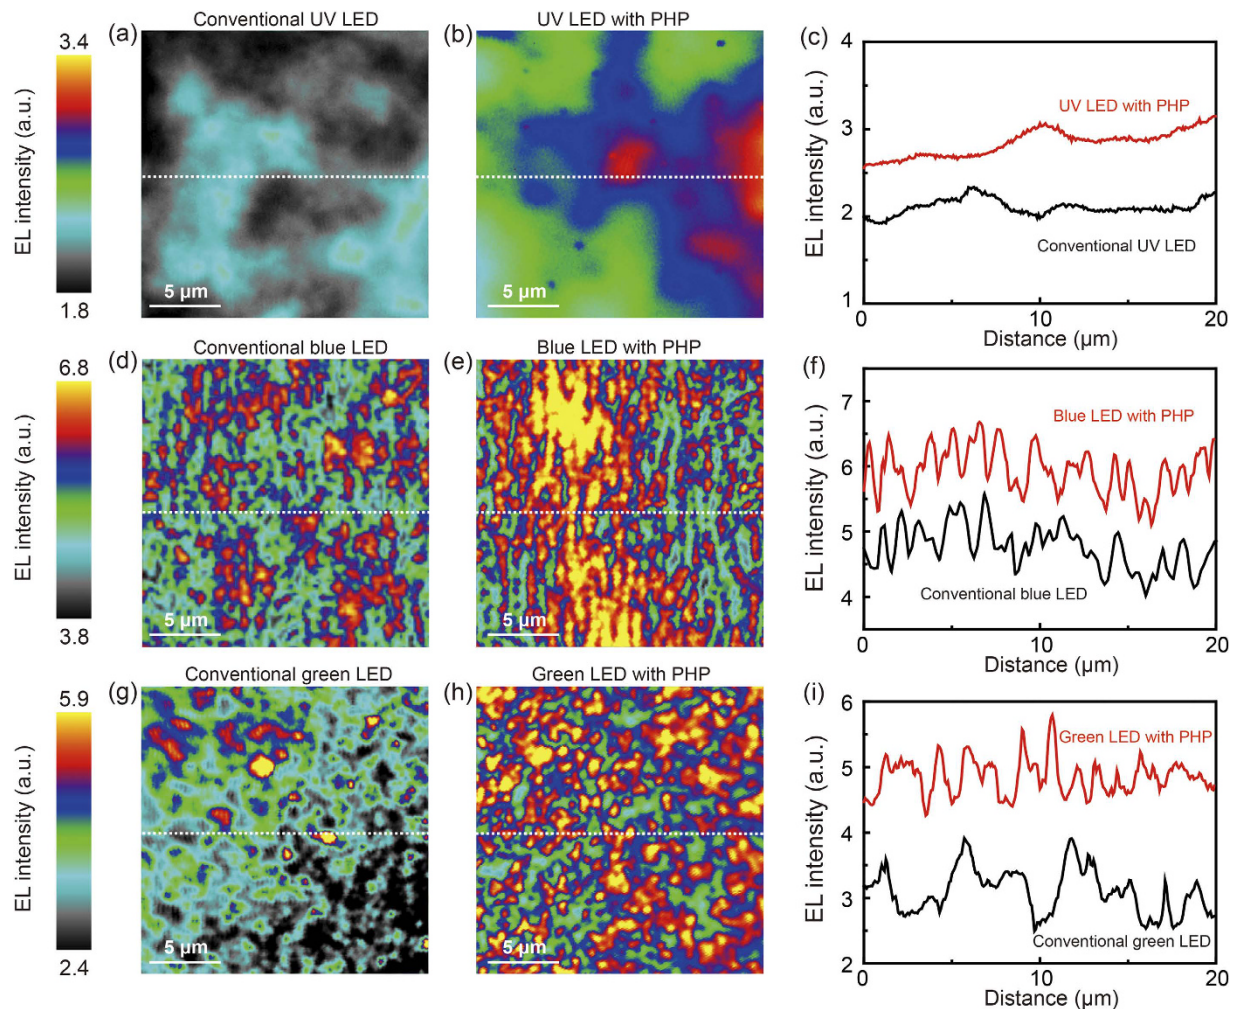 Conventional UV LED
UV LED with PHP
(a)
(b)
(c)
3.4
EL intensity (a.u.)
1.8
5 µm
5 µm
EL intensity (a.u.)
4
3
2
1
UV LED with PHP
Conventional UV LED
0
10
20
Distance (µm)
Conventional blue LED
Blue LED with PHP
(d)
(e)
(f)
6.8
EL intensity (a.u.)
3.8
5 µm
5 µm
EL intensity (a.u.)
7
6
5
4
Blue LED with PHP
Conventional blue LED
0
10
20
Distance (µm)
Conventional green LED
Green LED with PHP
(g)
(h)
(i)
5.9
EL intensity (a.u.)
2.4
5 µm
5 µm
EL intensity (a.u.)
6
5
4
3
2
Green LED with PHP
Conventional green LED
0
10
20
Distance (µm)